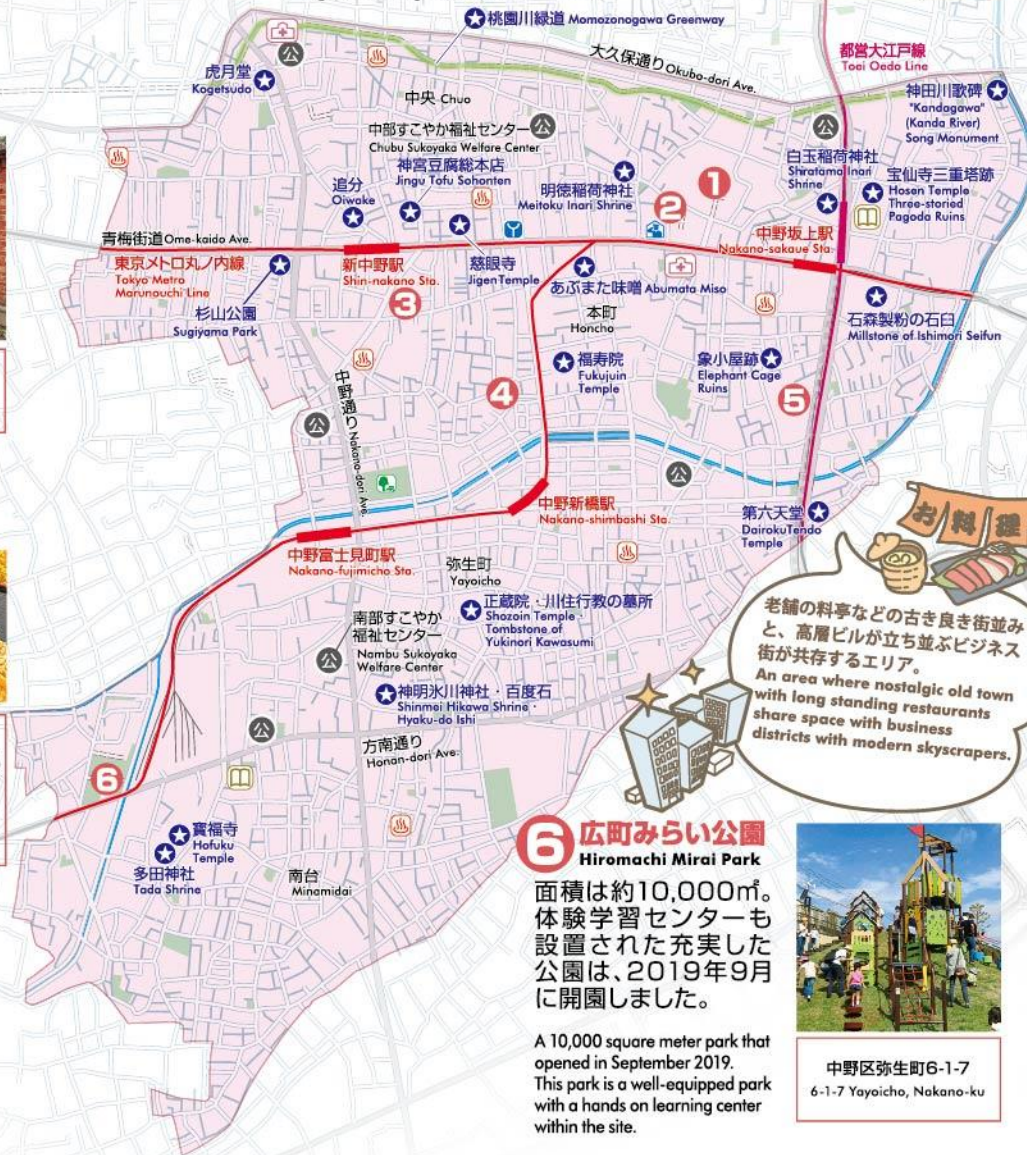 桃園川緑道 Momozonogawa Greenway
大久保通り Okubo-dori Ave.
都営大江戸線
Toei Oedo Line
虎月堂
Kogetsudo
公
中央 Chuo
神田川歌碑
"Kandagawa"
(Kanda River)
Song Monument
中部すこやか福祉センター
Chubu Sukoyaka Welfare Center
公
公
神宮豆腐総本店
Jingu Tofu Sohonten
明徳稲荷神社
Meitoku Inari Shrine
白玉稲荷神社
Shiratama Inari
Shrine
宝仙寺三重塔跡
Hosen Temple
Three-storied
Pagoda Ruins
追分
Oiwake
1
2
青梅街道 Ome-kaido Ave.
中野坂上駅
Nakano-sakaue Sta.
東京メトロ丸ノ内線
Tokyo Metro
Marunouchi Line
新中野駅
Shin-nakano Sta.
慈眼寺
Jigen Temple
あぶまた味噌 Abumata Miso
杉山公園
Sugiyama Park
3
本町
Honcho
石森製粉の石臼
Millstone of Ishimori Seifun
福寿院
Fukujuin
Temple
象小屋跡
Elephant Cage
Ruins
4
5
中野通り Nakano-dori Ave.
公
公
中野新橋駅
Nakano-shimbashi Sta.
第六天堂
DairokuTendo
Temple
お料理
中野富士見町駅
Nakano-fujimicho Sta.
弥生町
Yayoicho
正蔵院・川住行教の墓所
Shozoin Temple・
Tombstone of
Yukinori Kawasumi
南部すこやか
福祉センター
Nambu Sukoyaka
Welfare Center
公
老舗の料亭などの古き良き街並み
と、高層ビルが立ち並ぶビジネス
街が共存するエリア。
An area where nostalgic old town
with long standing restaurants
share space with business
districts with modern skyscrapers.
神明氷川神社・百度石
Shinmei Hikawa Shrine・
Hyaku-do Ishi
公
方南通り
Honan-dori Ave.
6
寳福寺
Hofuku
Temple
多田神社
Tada Shrine
南台
Minamidai
6 広町みらい公園
Hiromachi Mirai Park
面積は約10,000㎡。
体験学習センターも
設置された充実した
公園は、2019年9月
に開園しました。
A 10,000 square meter park that
opened in September 2019.
This park is a well-equipped park
with a hands on learning center
within the site.
中野区弥生町6-1-7
6-1-7 Yayoicho, Nakano-ku